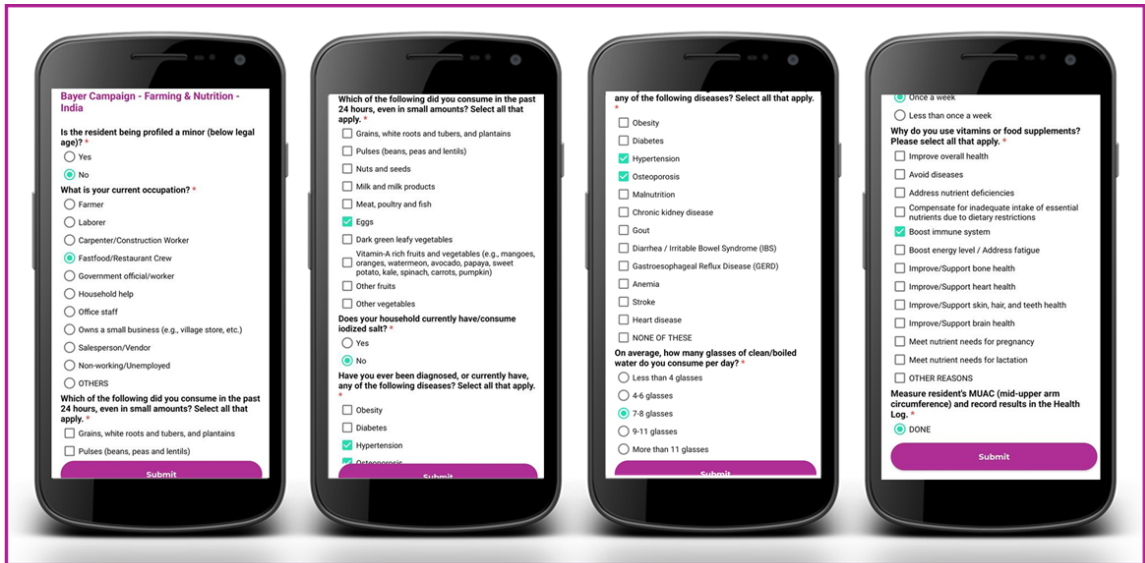 Bayer Campaign - Farming & Nutrition -
India
Is the resident being profiled a minor (below legal
age)? *
Yes
No
What is your current occupation? *
Farmer
Laborer
Carpenter/Construction Worker
Fastfood/Restaurant Crew
Government official/worker
Household help
Office staff
Owns a small business (e.g., village store, etc.)
Salesperson/Vendor
Non-working/Unemployed
OTHERS
Which of the following did you consume in the past
24 hours, even in small amounts? Select all that
apply. *
Grains, white roots and tubers, and plantains
Pulses (beans, peas and lentils)
Submit
Which of the following did you consume in the past
24 hours, even in small amounts? Select all that
apply. *
Grains, white roots and tubers, and plantains
Pulses (beans, peas and lentils)
Nuts and seeds
Milk and milk products
Meat, poultry and fish
Eggs
Dark green leafy vegetables
Vitamin-A rich fruits and vegetables (e.g., mangoes,
oranges, watermeon, avocado, papaya, sweet
potato, kale, spinach, carrots, pumpkin)
Other fruits
Other vegetables
Does your household currently have/consume
iodized salt? *
Yes
No
Have you ever been diagnosed, or currently have,
any of the following diseases? Select all that apply.
*
Obesity
Diabetes
Hypertension
Osteoporosis
Submit
any of the following diseases? Select all that apply.
*
Obesity
Diabetes
Hypertension
Osteoporosis
Malnutrition
Chronic kidney disease
Gout
Diarrhea / Irritable Bowel Syndrome (IBS)
Gastroesophageal Reflux Disease (GERD)
Anemia
Stroke
Heart disease
NONE OF THESE
On average, how many glasses of clean/boiled
water do you consume per day? *
Less than 4 glasses
4-6 glasses
7-8 glasses
9-11 glasses
More than 11 glasses
Once a week
Less than once a week
Why do you use vitamins or food supplements?
Please select all that apply. *
Improve overall health
Avoid diseases
Address nutrient deficiencies
Compensate for inadequate intake of essential
nutrients due to dietary restrictions
Boost immune system
Boost energy level / Address fatigue
Improve/Support bone health
Improve/Support heart health
Improve/Support skin, hair, and teeth health
Improve/Support brain health
Meet nutrient needs for pregnancy
Meet nutrient needs for lactation
OTHER REASONS
Measure resident's MUAC (mid-upper arm
circumference) and record results in the Health
Log. *
DONE
Submit